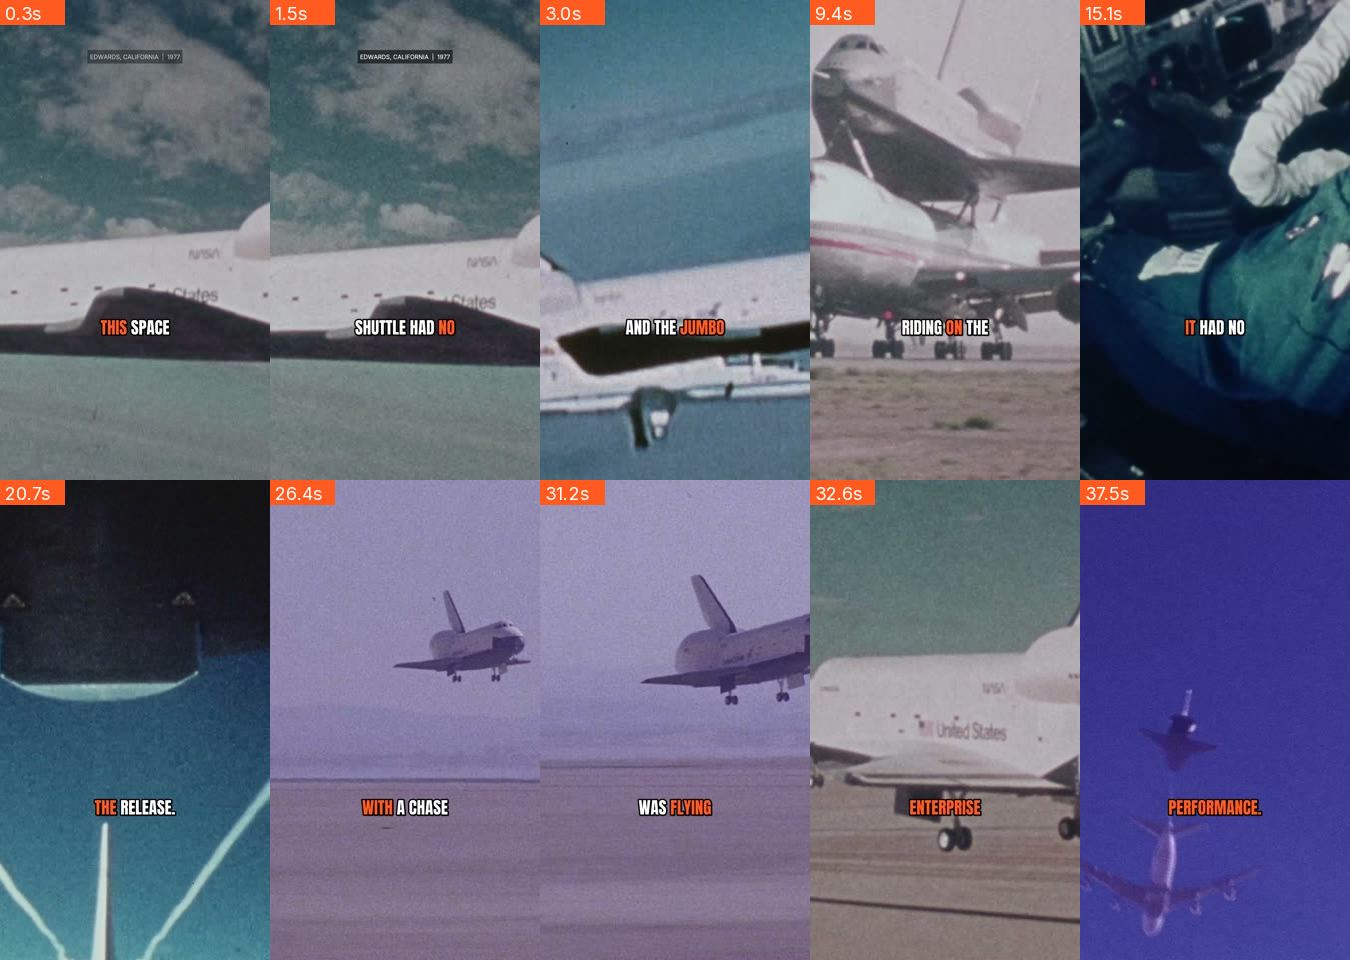 0.3s
EDWARDS, CALIFORNIA | 1977
NASA
States
THIS SPACE
1.5s
EDWARDS, CALIFORNIA | 1977
NASA
States
SHUTTLE HAD NO
3.0s
AND THE JUMBO
9.4s
RIDING ON THE
15.1s
IT HAD NO
20.7s
THE RELEASE.
26.4s
WITH A CHASE
31.2s
WAS FLYING
32.6s
NASA
United States
ENTERPRISE
37.5s
PERFORMANCE.